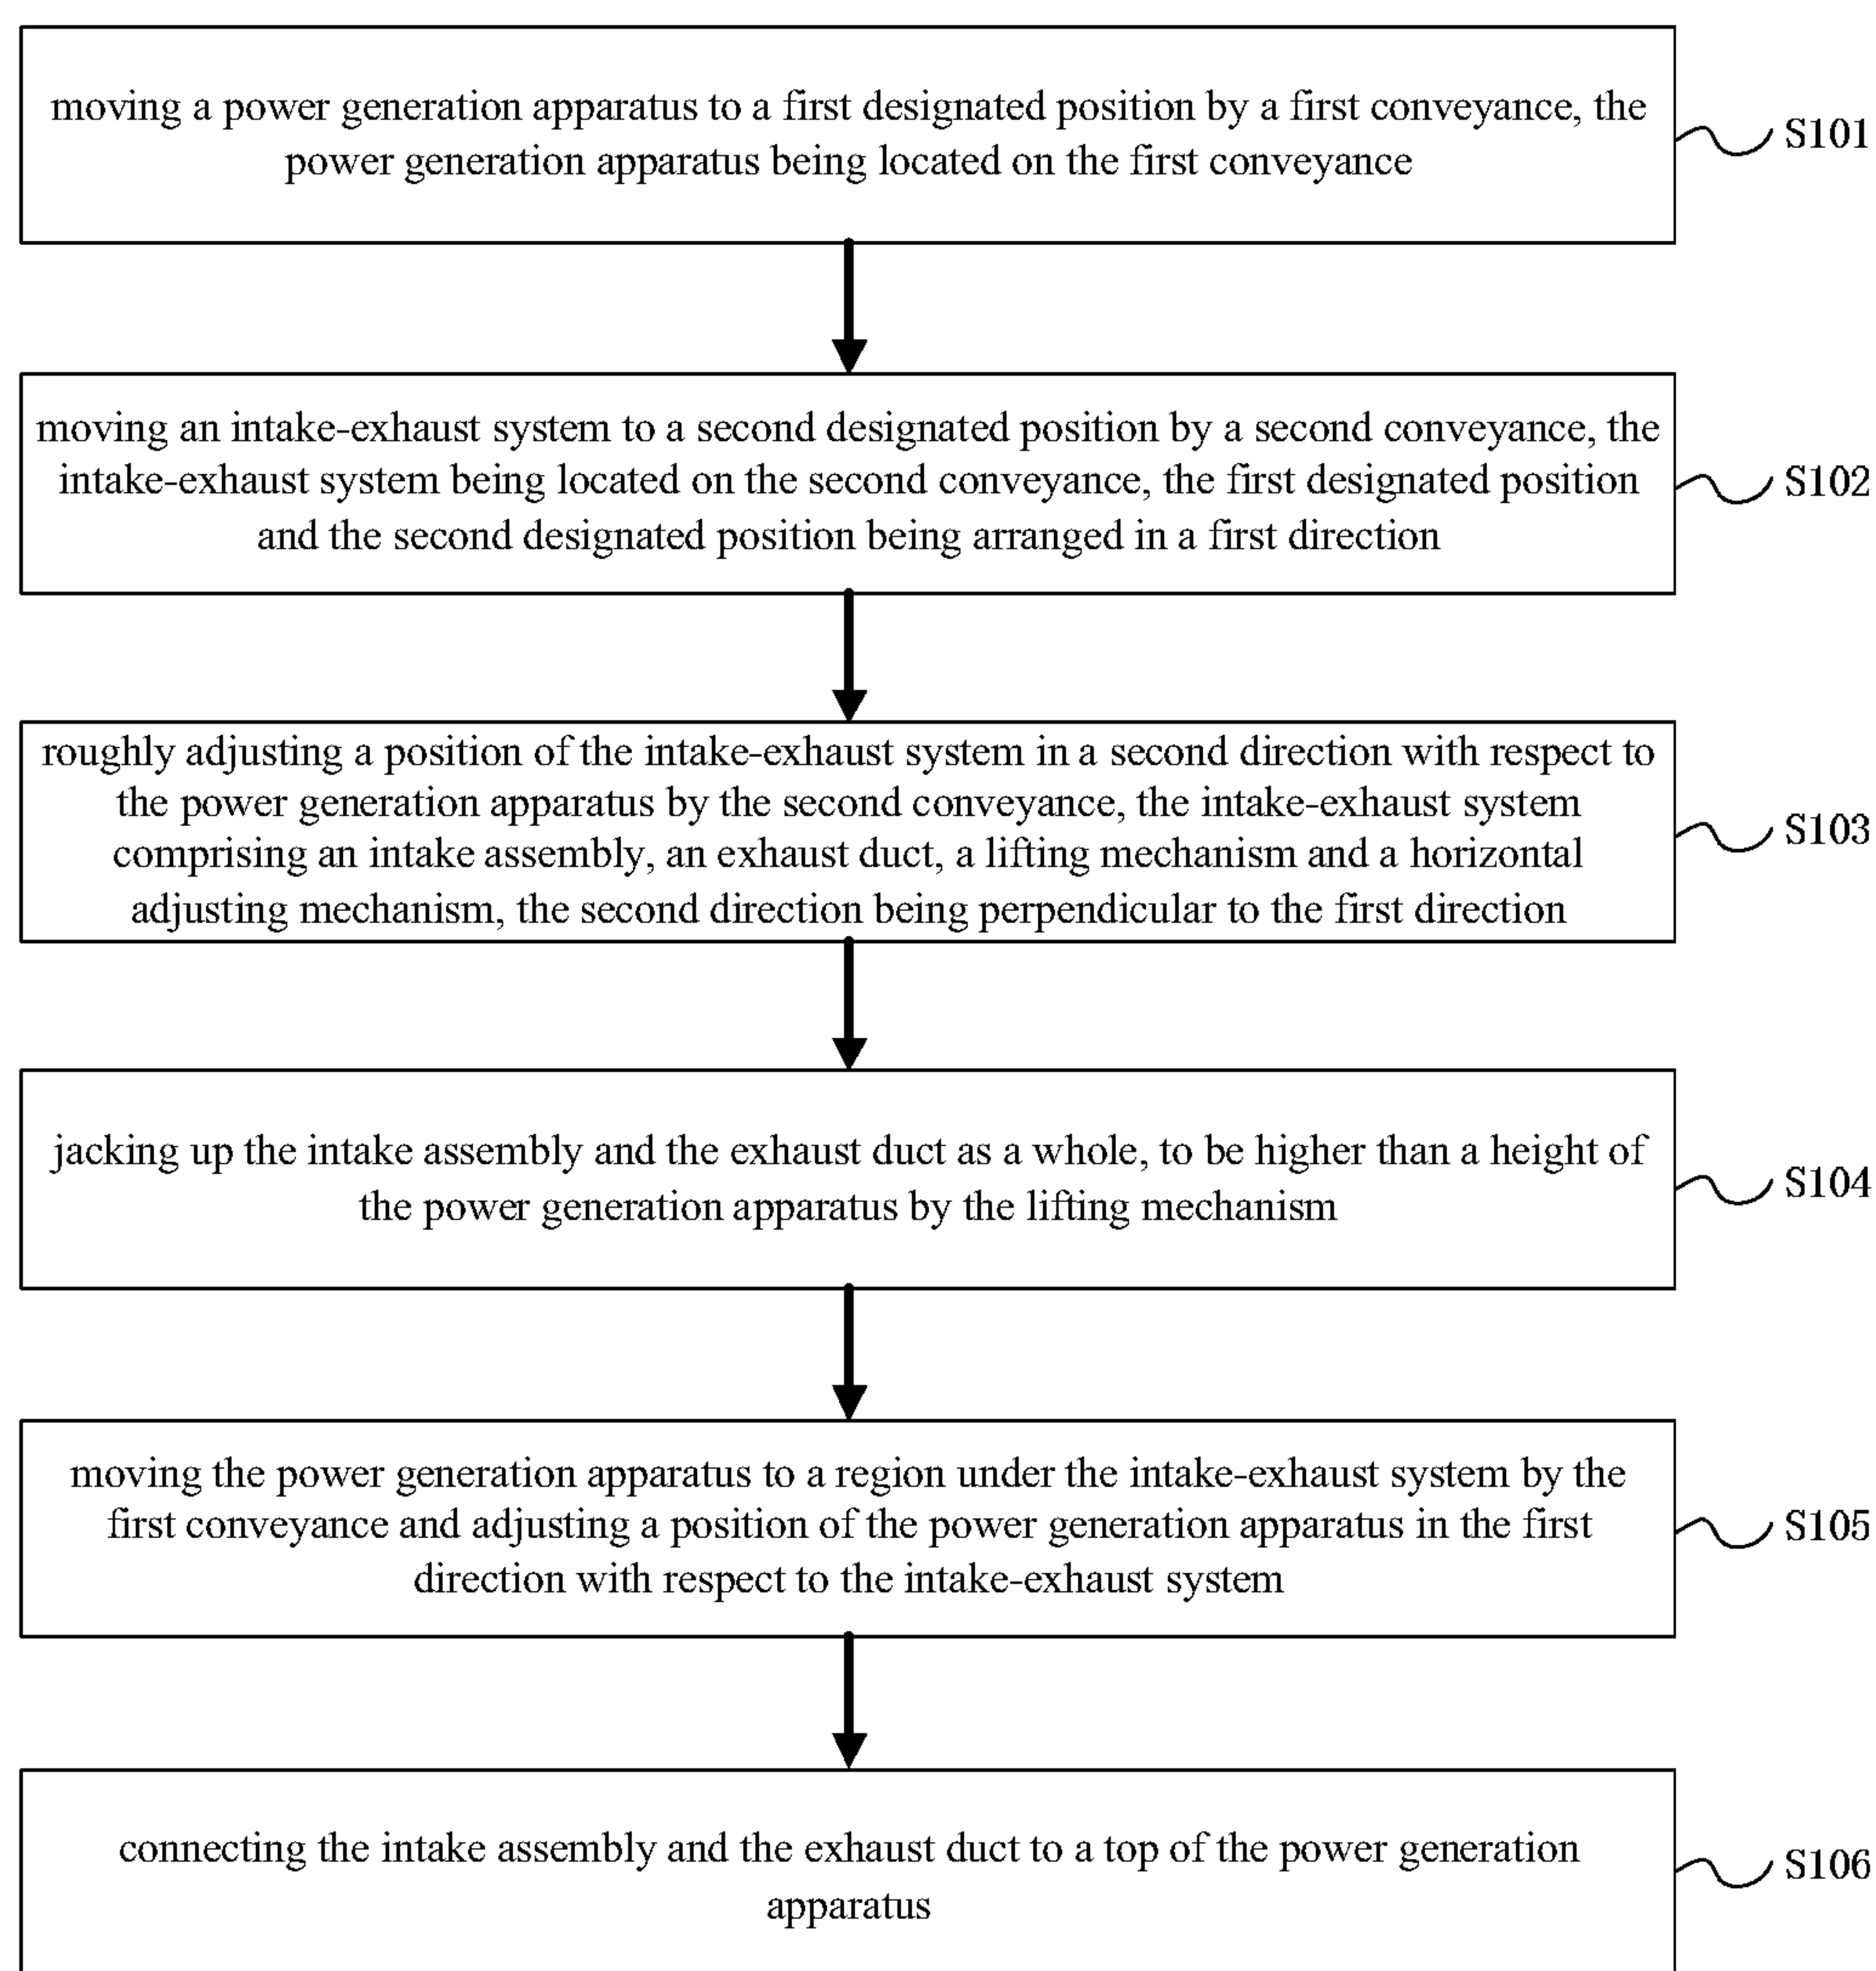 moving a power generation apparatus to a first designated position by a first conveyance, the
power generation apparatus being located on the first conveyance
S101
moving an intake-exhaust system to a second designated position by a second conveyance, the
intake-exhaust system being located on the second conveyance, the first designated position
and the second designated position being arranged in a first direction
S102
roughly adjusting a position of the intake-exhaust system in a second direction with respect to
the power generation apparatus by the second conveyance, the intake-exhaust system
comprising an intake assembly, an exhaust duct, a lifting mechanism and a horizontal
adjusting mechanism, the second direction being perpendicular to the first direction
S103
jacking up the intake assembly and the exhaust duct as a whole, to be higher than a height of
the power generation apparatus by the lifting mechanism
S104
moving the power generation apparatus to a region under the intake-exhaust system by the
first conveyance and adjusting a position of the power generation apparatus in the first
direction with respect to the intake-exhaust system
S105
connecting the intake assembly and the exhaust duct to a top of the power generation
apparatus
S106